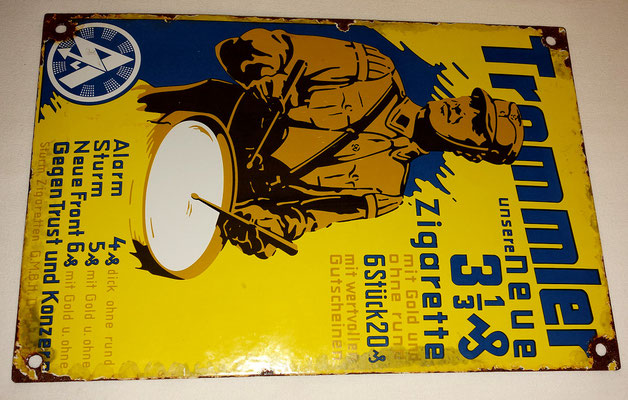 Trommler
unsere neue
3 1/3 ₰
Zigarette
mit Gold und
ohne rund
6 Stück 20 ₰
mit wertvollen
Gutscheinen
Alarm 4 ₰ dick ohne rund
Sturm 5 ₰ mit Gold u. ohne
Neue Front 6 ₰ mit Gold u. ohne
Gegen Trust und Konzern
Sturm Zigaretten G.M.B.H.